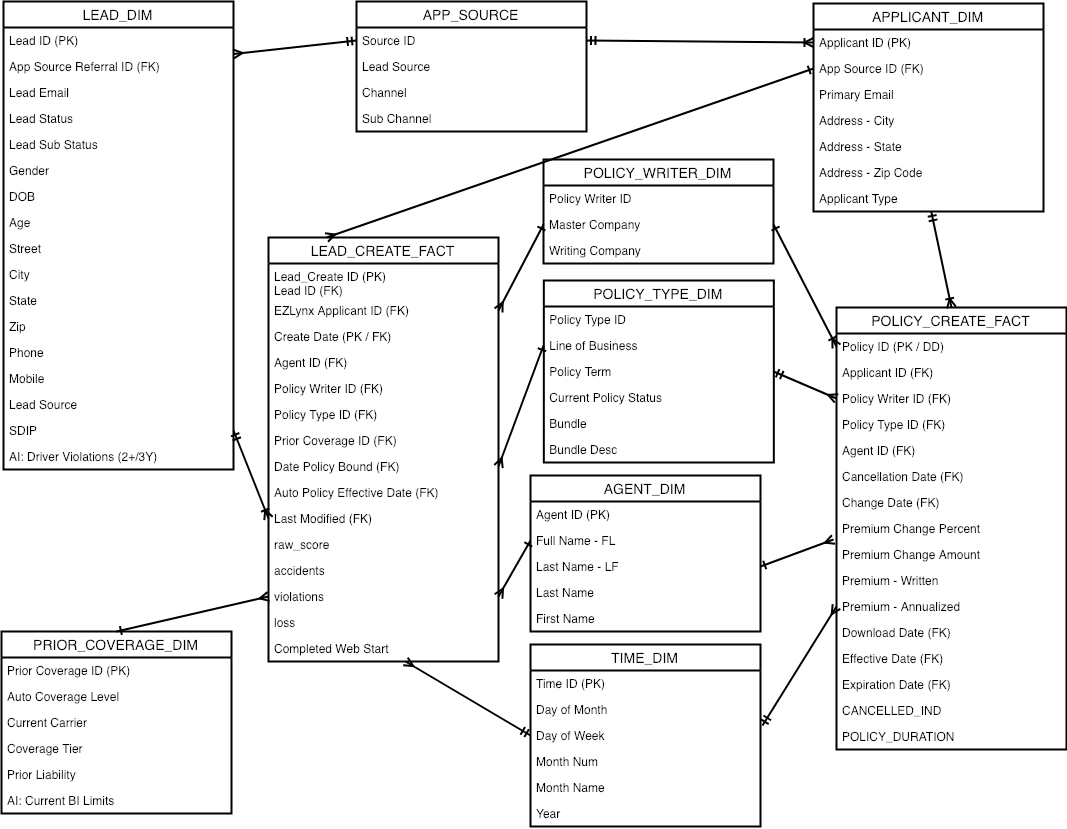 LEAD_DIM
Lead ID (PK)
App Source Referral ID (FK)
Lead Email
Lead Status
Lead Sub Status
Gender
DOB
Age
Street
City
State
Zip
Phone
Mobile
Lead Source
SDIP
AI: Driver Violations (2+/3Y)
APP_SOURCE
Source ID
Lead Source
Channel
Sub Channel
APPLICANT_DIM
Applicant ID (PK)
App Source ID (FK)
Primary Email
Address - City
Address - State
Address - Zip Code
Applicant Type
POLICY_WRITER_DIM
Policy Writer ID
Master Company
Writing Company
LEAD_CREATE_FACT
Lead_Create ID (PK)
Lead ID (FK)
EZLynx Applicant ID (FK)
Create Date (PK / FK)
Agent ID (FK)
Policy Writer ID (FK)
Policy Type ID (FK)
Prior Coverage ID (FK)
Date Policy Bound (FK)
Auto Policy Effective Date (FK)
Last Modified (FK)
raw_score
accidents
violations
loss
Completed Web Start
POLICY_TYPE_DIM
Policy Type ID
Line of Business
Policy Term
Current Policy Status
Bundle
Bundle Desc
POLICY_CREATE_FACT
Policy ID (PK / DD)
Applicant ID (FK)
Policy Writer ID (FK)
Policy Type ID (FK)
Agent ID (FK)
Cancellation Date (FK)
Change Date (FK)
Premium Change Percent
Premium Change Amount
Premium - Written
Premium - Annualized
Download Date (FK)
Effective Date (FK)
Expiration Date (FK)
CANCELLED_IND
POLICY_DURATION
AGENT_DIM
Agent ID (PK)
Full Name - FL
Last Name - LF
Last Name
First Name
PRIOR_COVERAGE_DIM
Prior Coverage ID (PK)
Auto Coverage Level
Current Carrier
Coverage Tier
Prior Liability
AI: Current BI Limits
TIME_DIM
Time ID (PK)
Day of Month
Day of Week
Month Num
Month Name
Year